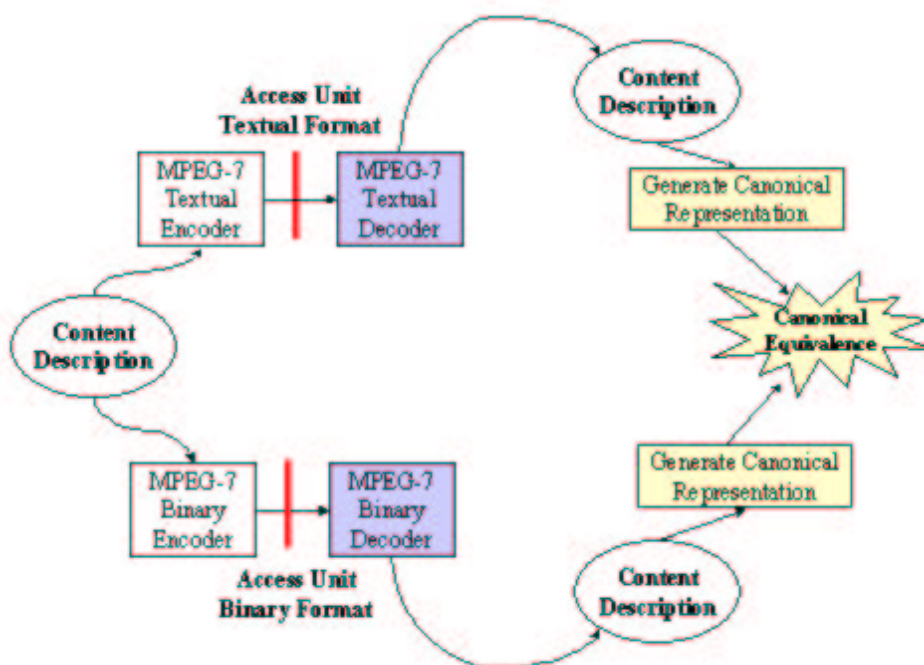 Content
Description
Access Unit
Textual Format
MPEG-7
Textual
Encoder
MPEG-7
Textual
Decoder
Generate Canonical
Representation
Content
Description
Canonical
Equivalence
Generate Canonical
Representation
MPEG-7
Binary
Encoder
MPEG-7
Binary
Decoder
Access Unit
Binary Format
Content
Description